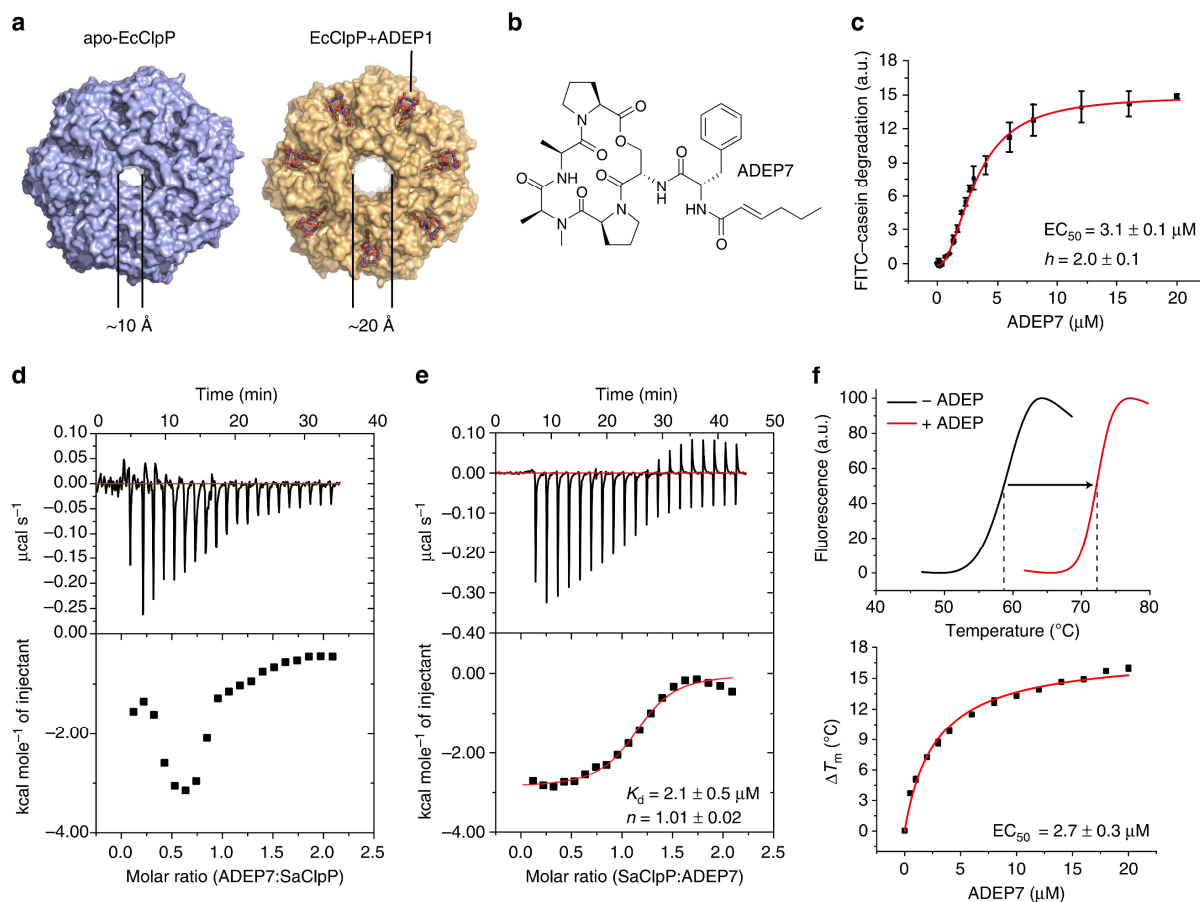 a
apo-EcClpP
EcClpP+ADEP1
~10 Å
~20 Å
b
N
O
O
O
NH
O
N
O
N
O
O
N
H
O
N
H
O
ADEP7
c
FITC–casein degradation (a.u.)
15
18
12
9
6
3
0
EC50 = 3.1 ± 0.1 μM
h = 2.0 ± 0.1
0 5 10 15 20
ADEP7 (μM)
d
Time (min)
0 10 20 30 40
0.10
0.05
0.00
−0.05
−0.10
−0.15
−0.20
−0.25
0.00
μcal s−1
−2.00
−4.00
kcal mole−1 of injectant
0.0 0.5 1.0 1.5 2.0 2.5
Molar ratio (ADEP7:SaClpP)
e
Time (min)
0 5 10 15 20 25 30 35 40 45 50
0.10
0.00
−0.10
−0.20
−0.30
−0.40
μcal s−1
0.00
−2.00
−4.00
kcal mole−1 of injectant
Kd = 2.1 ± 0.5 μM
n = 1.01 ± 0.02
0.0 0.5 1.0 1.5 2.0 2.5
Molar ratio (SaClpP:ADEP7)
f
− ADEP
+ ADEP
Fluorescence (a.u.)
100
80
60
40
20
0
40 50 60 70 80
Temperature (°C)
ΔTm (°C)
18
15
12
9
6
3
0
EC50 = 2.7 ± 0.3 μM
0 5 10 15 20
ADEP7 (μM)